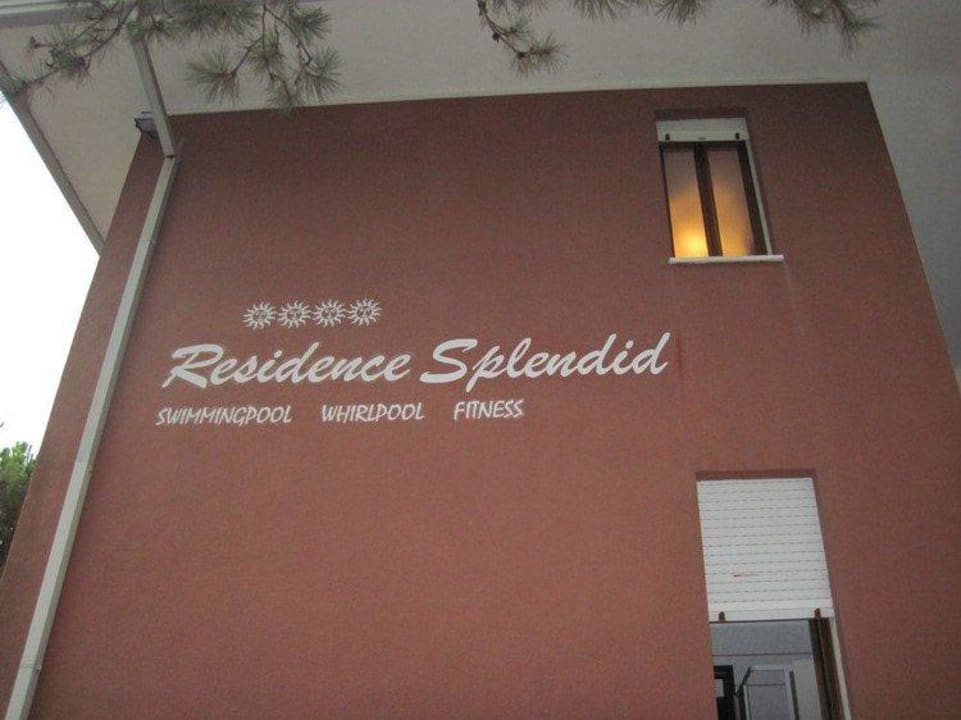 Residence Splendid
SWIMMINGPOOL WHIRLPOOL FITNESS